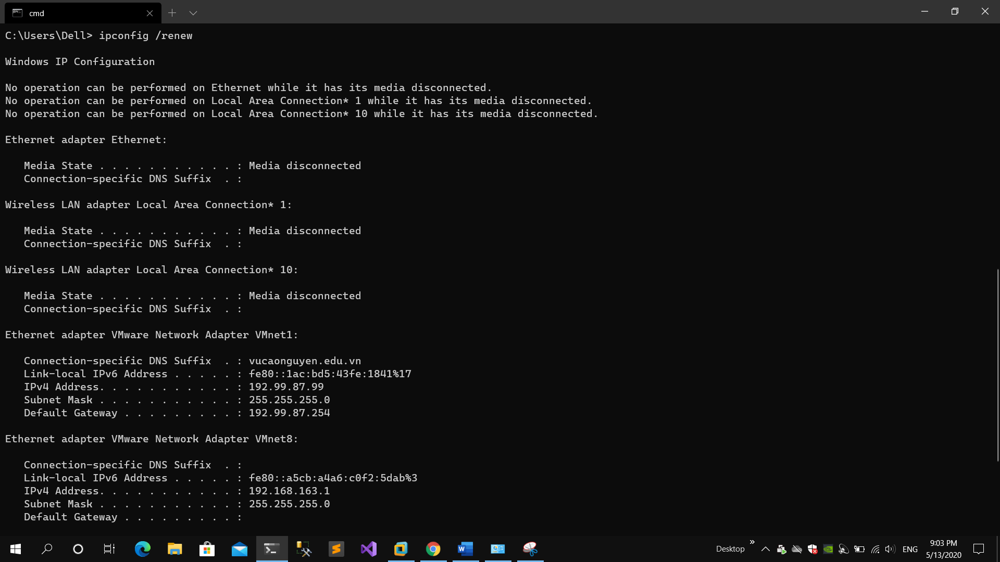 cmd
C:\Users\Dell> ipconfig /renew
Windows IP Configuration
No operation can be performed on Ethernet while it has its media disconnected.
No operation can be performed on Local Area Connection* 1 while it has its media disconnected.
No operation can be performed on Local Area Connection* 10 while it has its media disconnected.
Ethernet adapter Ethernet:
Media State . . . . . . . . . . . : Media disconnected
Connection-specific DNS Suffix  . :
Wireless LAN adapter Local Area Connection* 1:
Media State . . . . . . . . . . . : Media disconnected
Connection-specific DNS Suffix  . :
Wireless LAN adapter Local Area Connection* 10:
Media State . . . . . . . . . . . : Media disconnected
Connection-specific DNS Suffix  . :
Ethernet adapter VMware Network Adapter VMnet1:
Connection-specific DNS Suffix  . : vucaonguyen.edu.vn
Link-local IPv6 Address . . . . . : fe80::1ac:bd5:43fe:1841%17
IPv4 Address. . . . . . . . . . . : 192.99.87.99
Subnet Mask . . . . . . . . . . . : 255.255.255.0
Default Gateway . . . . . . . . . : 192.99.87.254
Ethernet adapter VMware Network Adapter VMnet8:
Connection-specific DNS Suffix  . :
Link-local IPv6 Address . . . . . : fe80::a5cb:a4a6:c0f2:5dab%3
IPv4 Address. . . . . . . . . . . : 192.168.163.1
Subnet Mask . . . . . . . . . . . : 255.255.255.0
Default Gateway . . . . . . . . . :
Desktop
ENG
9:03 PM
5/13/2020